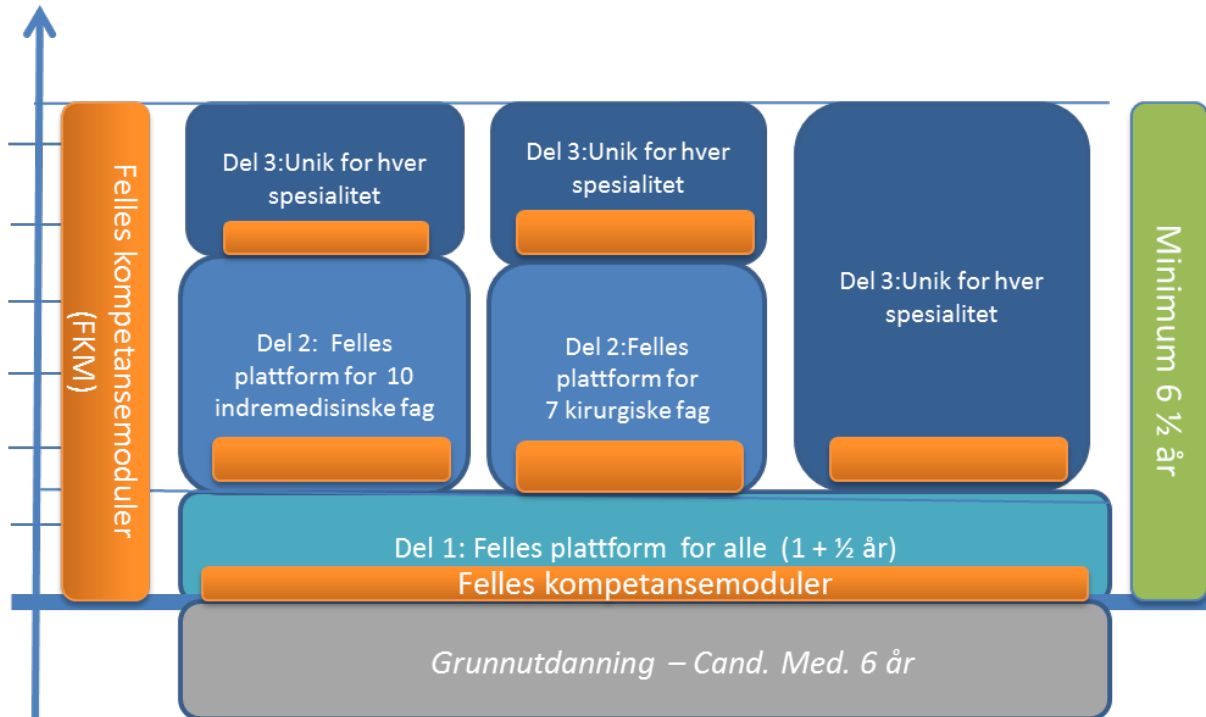 Felles kompetansemoduler
(FKM)
Del 3:Unik for hver
spesialitet
Del 3:Unik for hver
spesialitet
Del 3:Unik for hver
spesialitet
Del 2:  Felles
plattform for  10
indremedisinske fag
Del 2:Felles
plattform for
7 kirurgiske fag
Minimum 6 ½ år
Del 1: Felles plattform  for alle  (1 + ½ år)
Felles kompetansemoduler
Grunnutdanning – Cand. Med. 6 år